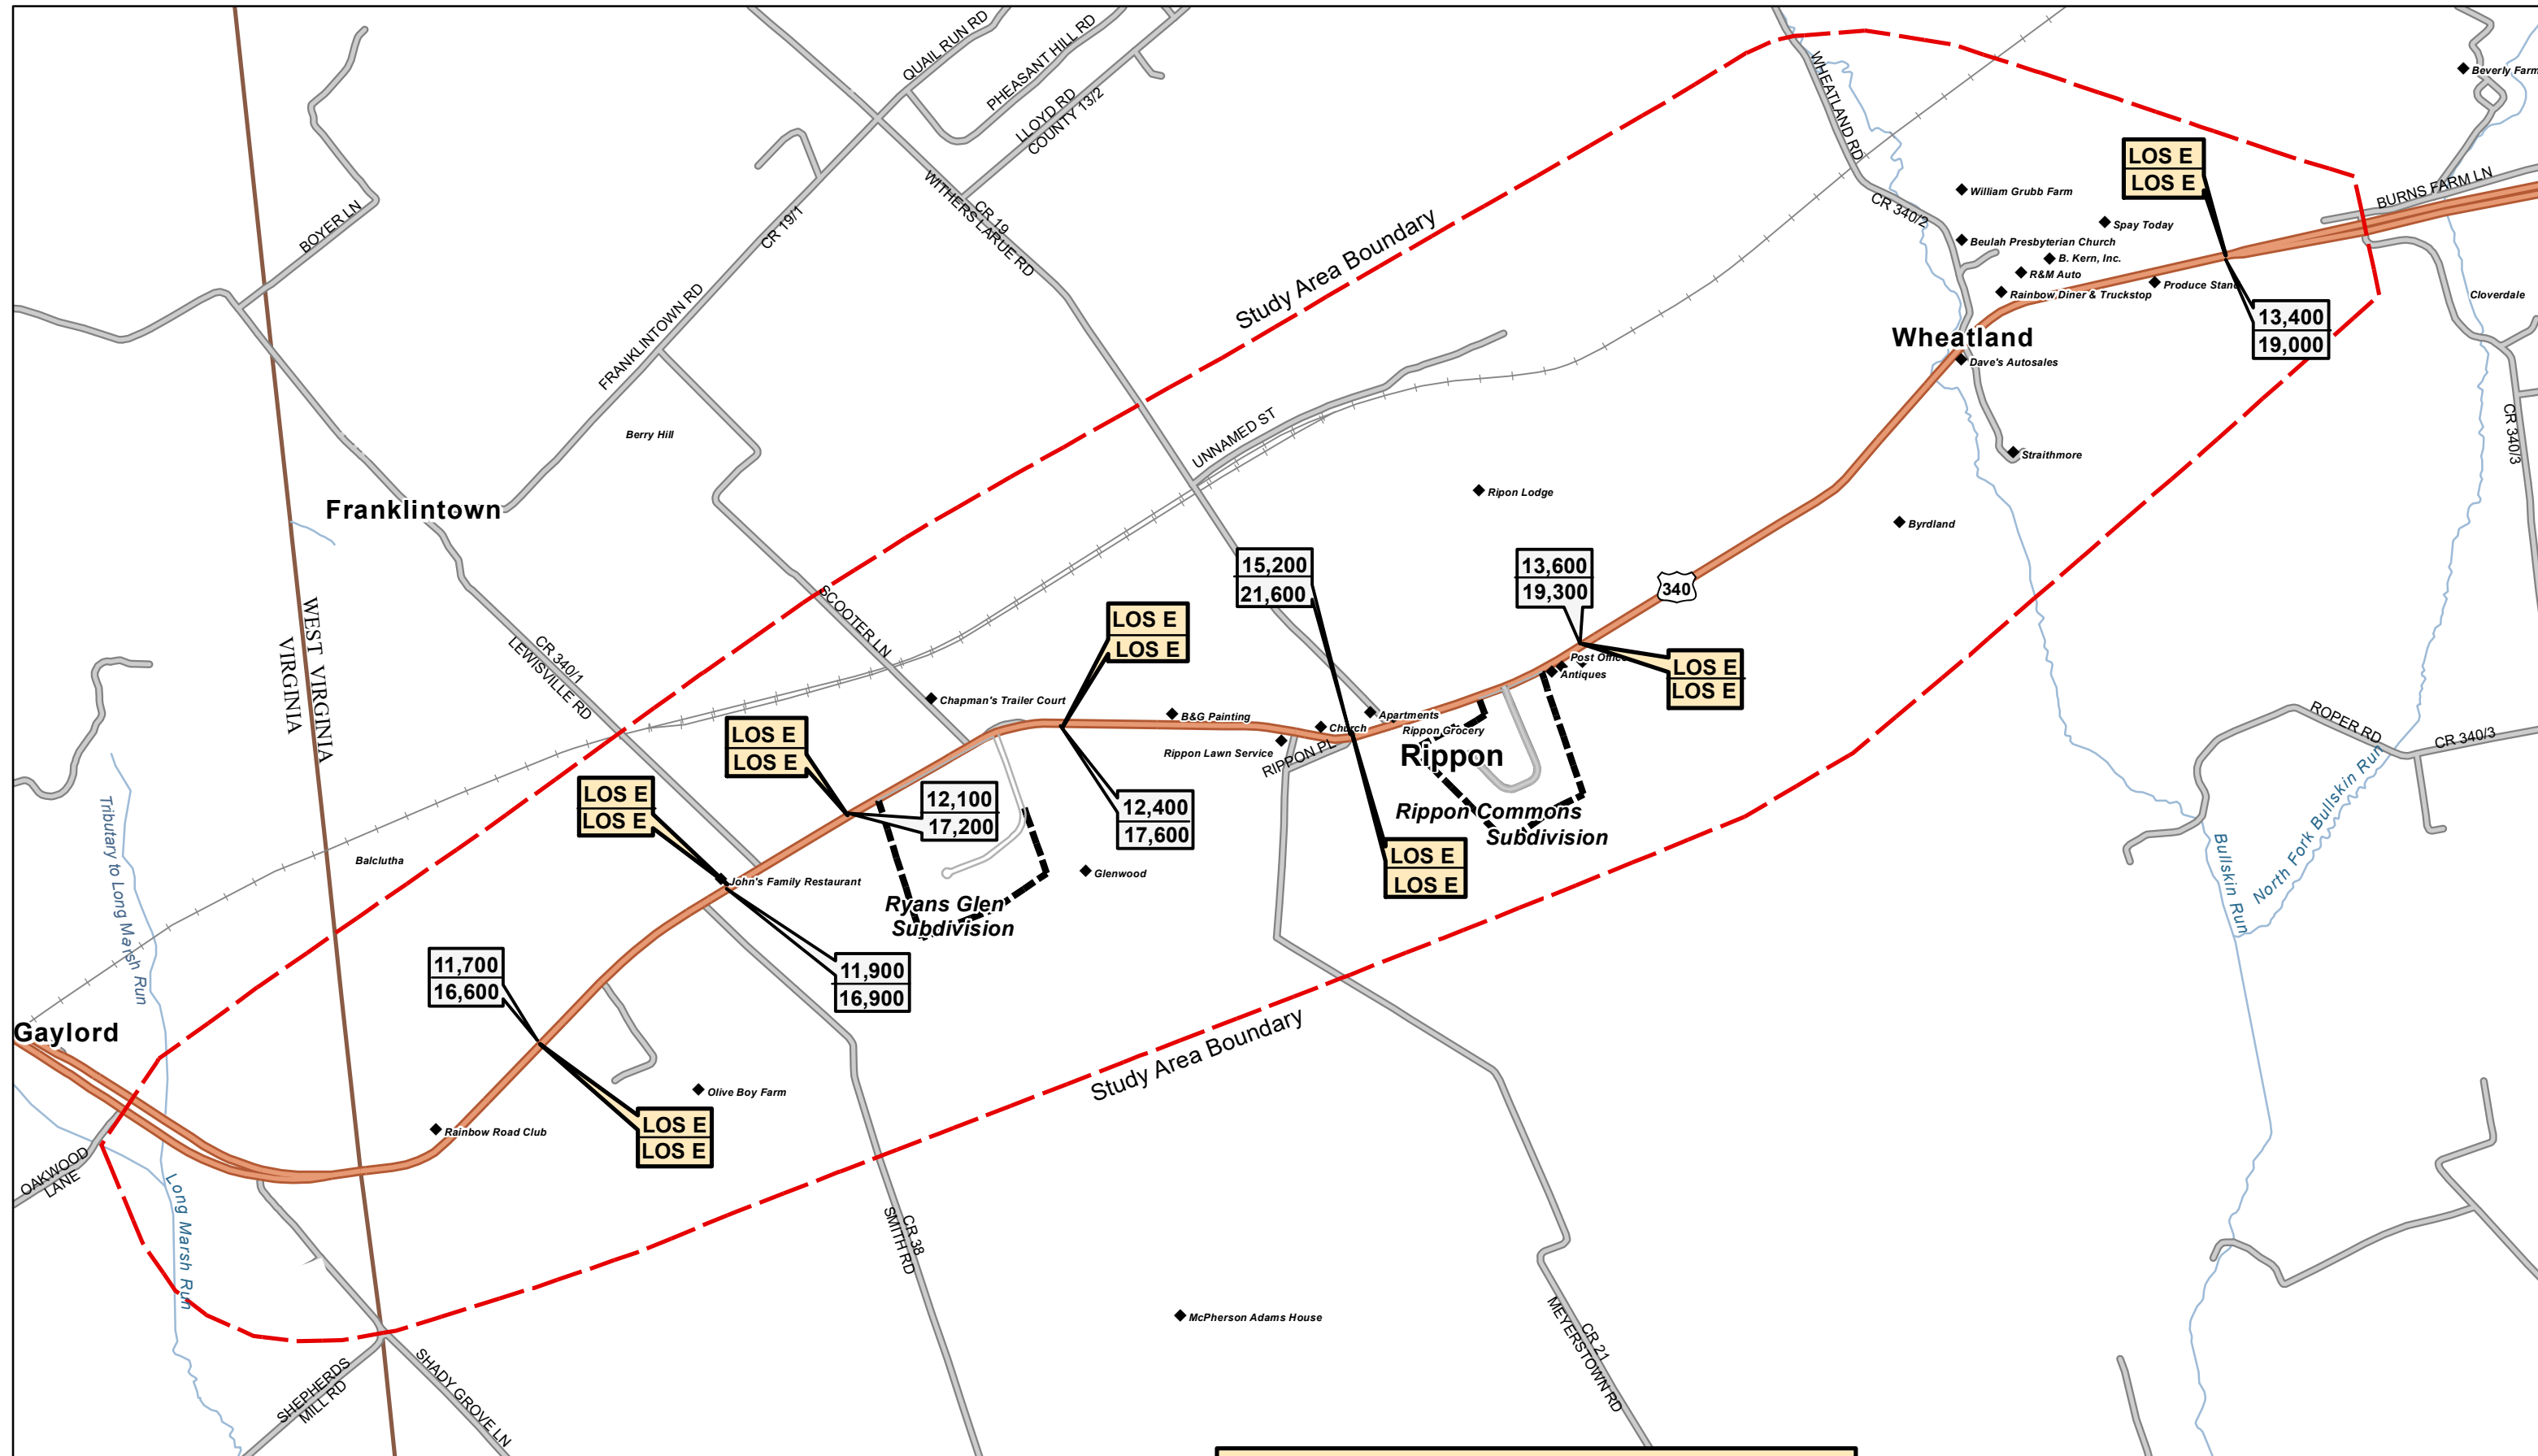 QUAIL RUN RD
PHEASANT HILL RD
LLOYD RD
COUNTY 13/2
WHEATLAND RD
Beverly Farm
BOYER LN
CR 19/1
WITHERS LARUE RD
CR 19
Study Area Boundary
CR 340/2
William Grubb Farm
Spay Today
Beulah Presbyterian Church
B. Kern, Inc.
R&M Auto
Rainbow Diner & Truckstop
Produce Stand
LOS E
LOS E
BURNS FARM LN
Cloverdale
13,400
19,000
Wheatland
Dave's Autosales
FRANKLINTOWN RD
Berry Hill
UNNAMED ST
Straithmore
CR 340/3
Franklintown
Ripon Lodge
Byrdland
15,200
21,600
13,600
19,300
340
SCOOTER LN
LOS E
LOS E
WEST VIRGINIA
VIRGINIA
CR 340/1
LEWISVILLE RD
Post Office
Antiques
LOS E
LOS E
Chapman's Trailer Court
B&G Painting
Apartments
Church
Rippon Grocery
Rippon Lawn Service
RIPPON PL
Rippon
LOS E
LOS E
ROPER RD
CR 340/3
LOS E
LOS E
12,100
17,200
12,400
17,600
Rippon Commons
Subdivision
Tributary to Long Marsh Run
Balclutha
John's Family Restaurant
Glenwood
LOS E
LOS E
Bullskin Run
North Fork Bullskin Run
Ryans Glen
Subdivision
11,700
16,600
11,900
16,900
Gaylord
Study Area Boundary
Olive Boy Farm
Rainbow Road Club
LOS E
LOS E
OAKWOOD
LANE
Long Marsh Run
CR 38
SMITH RD
McPherson Adams House
CR 21
MEYERSTOWN RD
SHEPHERDS
MILL RD
SHADY GROVE LN